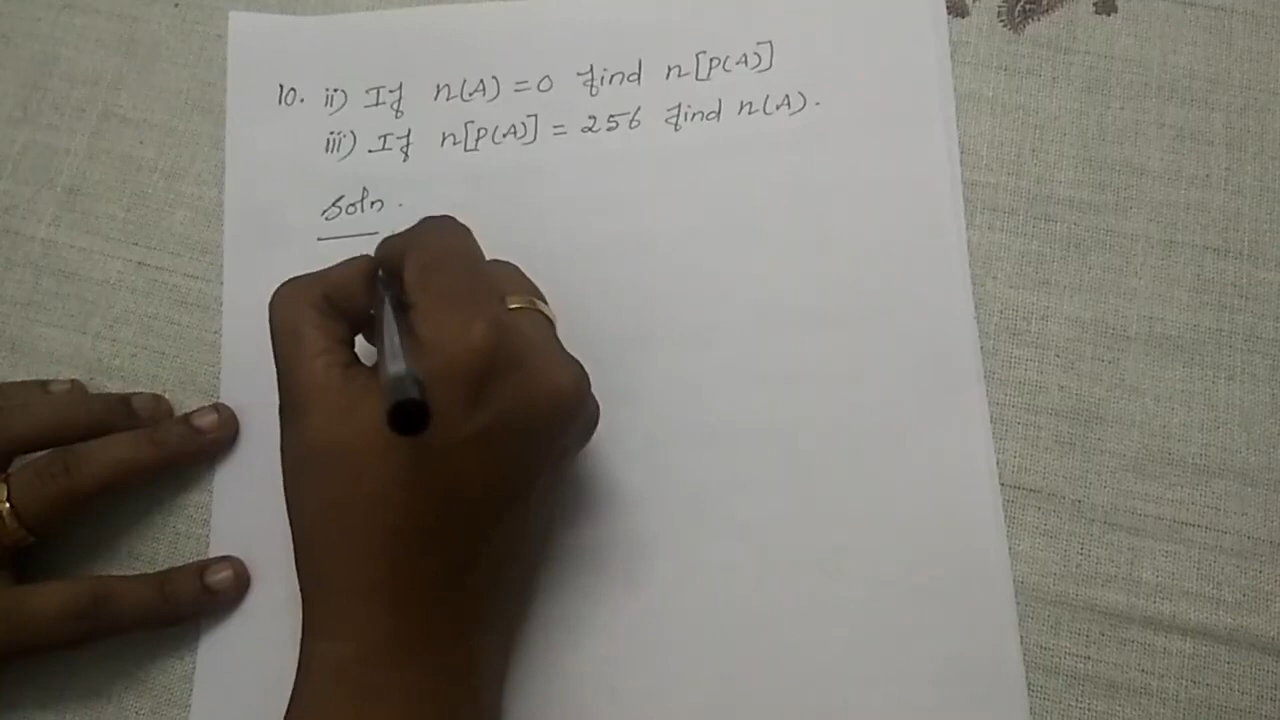 10. ii) If n(A) = 0 find n[P(A)]
iii) If n[P(A)] = 256 find n(A).
Soln.